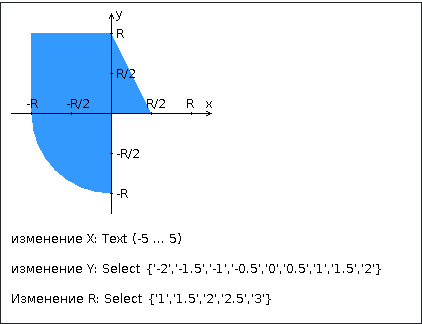 y
R
R/2
-R -R/2 R/2 R x
-R/2
-R
изменение X: Text (-5 ... 5)
изменение Y: Select {'-2','-1.5','-1','-0.5','0','0.5','1','1.5','2'}
Изменение R: Select {'1','1.5','2','2.5','3'}